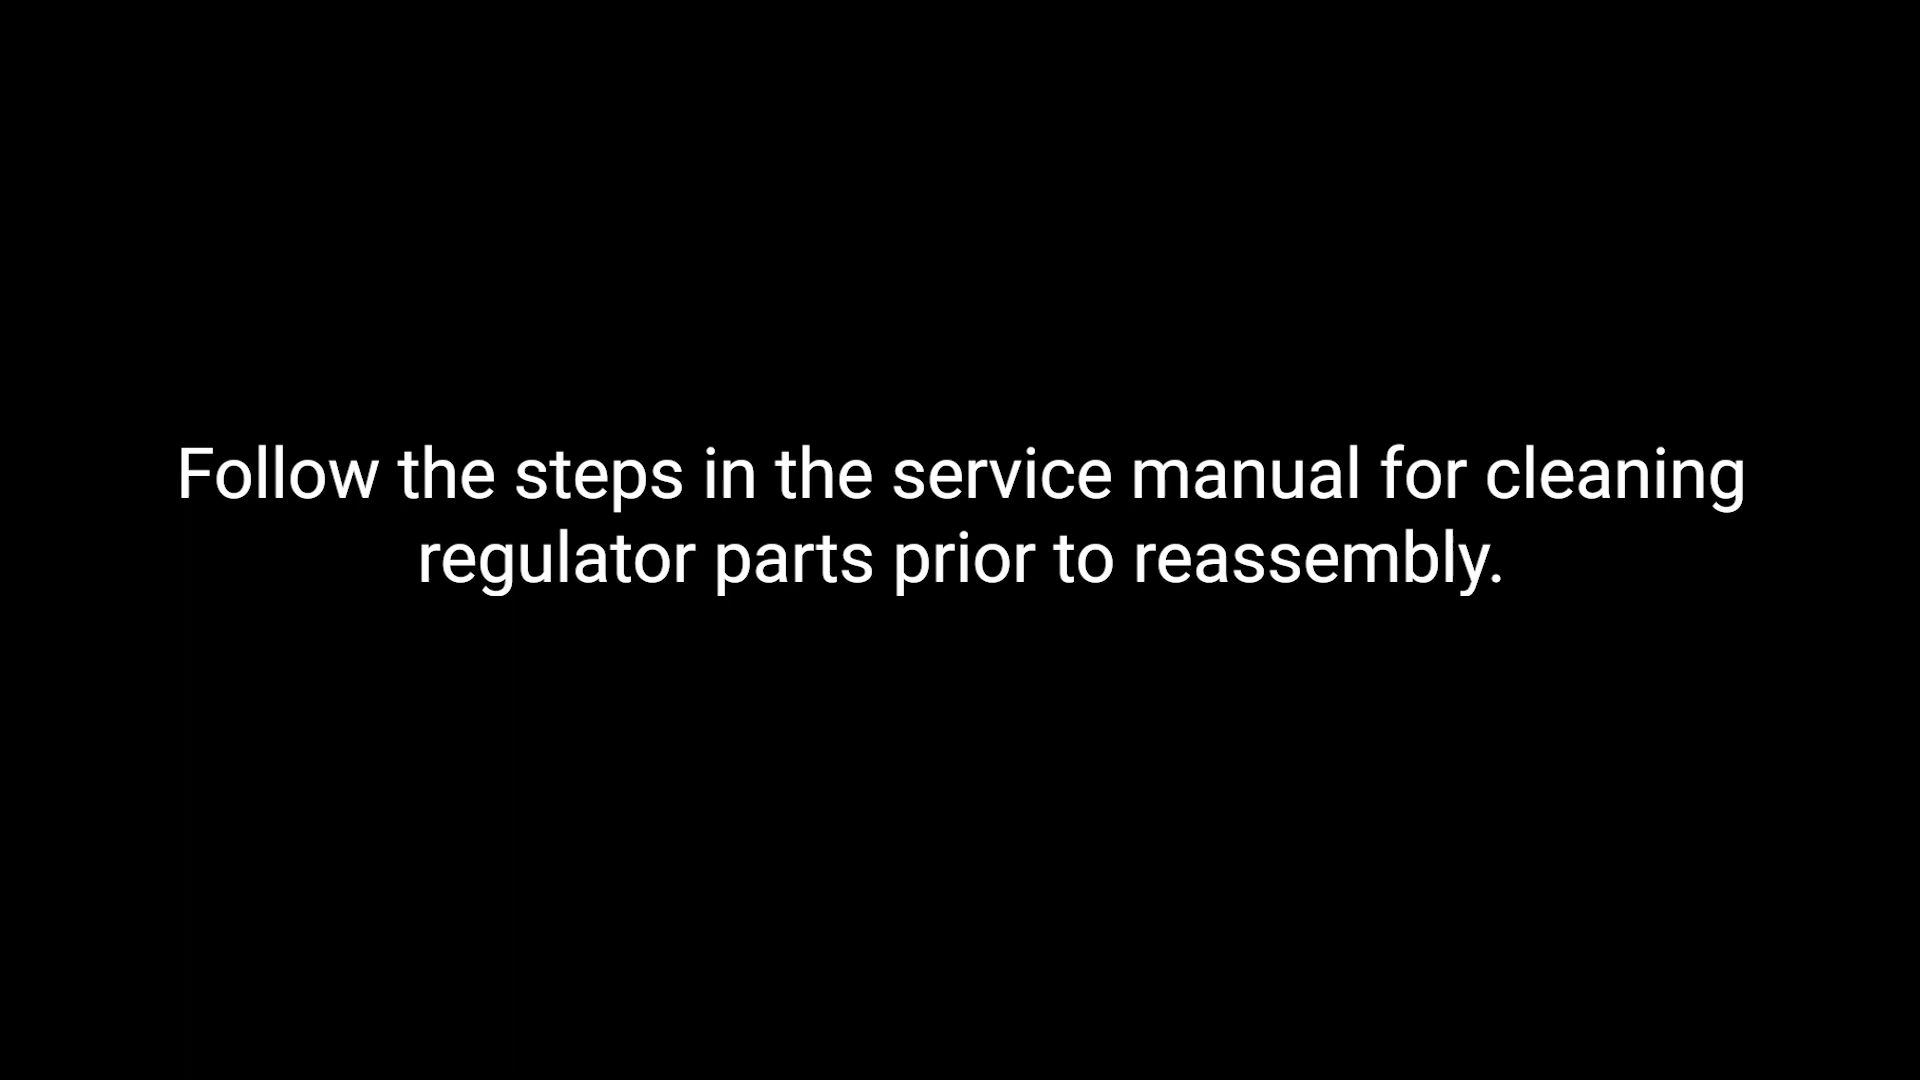 Follow the steps in the service manual for cleaning
regulator parts prior to reassembly.